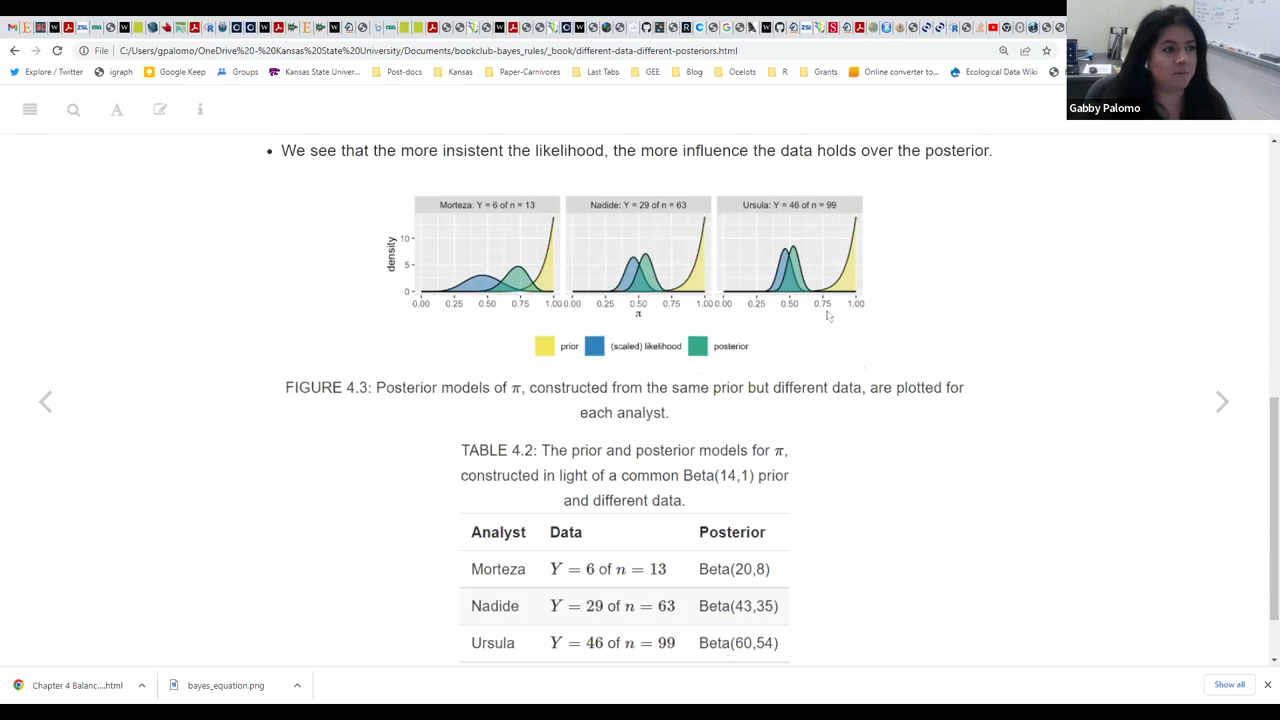 File
C:/Users/gpalomo/OneDrive%20-%20Kansas%20State%20University/Documents/bookclub-bayes_rules/_book/different-data-different-posteriors.html
Explore / Twitter igraph Google Keep Groups Kansas State Univer... Post-docs Kansas Paper-Carnivores Last Tabs GEE Blog Ocelots R Grants Online converter to... Ecological Data Wiki
Gabby Palomo
• We see that the more insistent the likelihood, the more influence the data holds over the posterior.
Morteza: Y = 6 of n = 13 Nadide: Y = 29 of n = 63 Ursula: Y = 46 of n = 99
density
10
5
0
0.00 0.25 0.50 0.75 1.00 0.00 0.25 0.50 0.75 1.00 0.00 0.25 0.50 0.75 1.00
π
prior (scaled) likelihood posterior
FIGURE 4.3: Posterior models of π, constructed from the same prior but different data, are plotted for
each analyst.
TABLE 4.2: The prior and posterior models for π,
constructed in light of a common Beta(14,1) prior
and different data.
Analyst Data Posterior
Morteza Y = 6 of n = 13 Beta(20,8)
Nadide Y = 29 of n = 63 Beta(43,35)
Ursula Y = 46 of n = 99 Beta(60,54)
Chapter 4 Balanc....html bayes_equation.png Show all